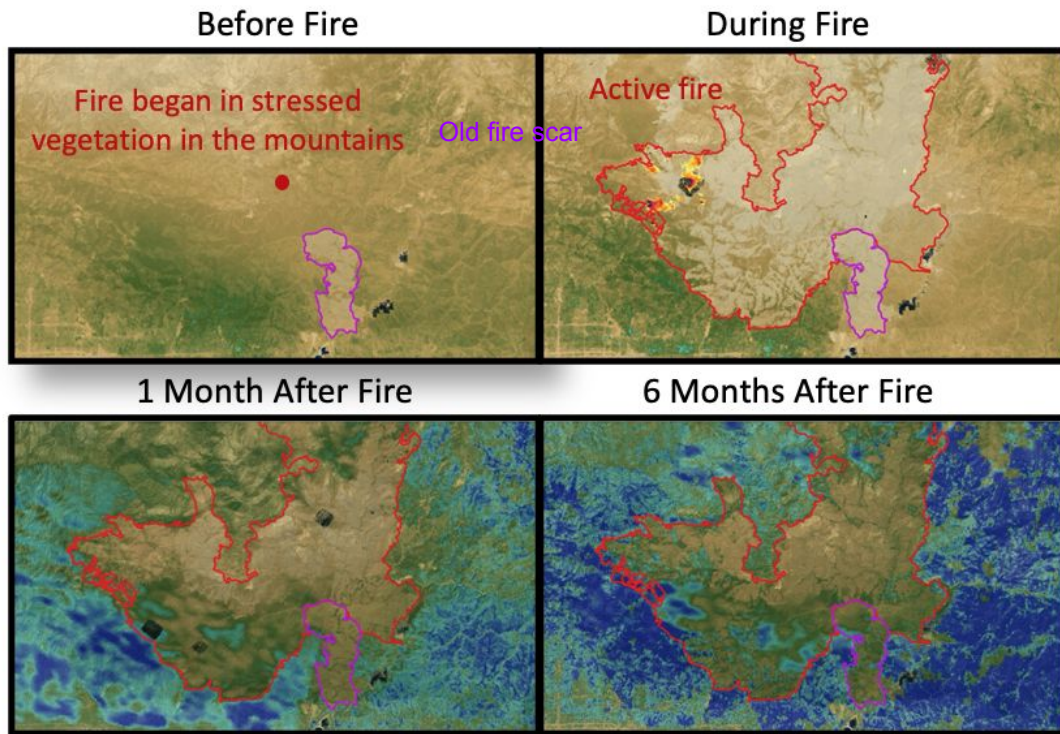 Before Fire
During Fire
Fire began in stressed
vegetation in the mountains
Old fire scar
Active fire
1 Month After Fire
6 Months After Fire